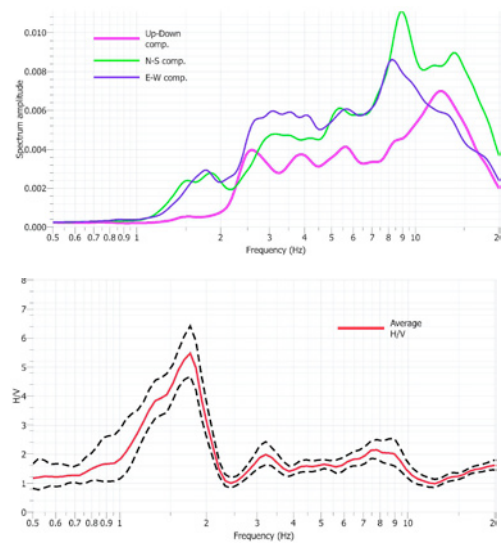 0.010
0.008
0.006
0.004
0.002
0.000
Spectrum amplitude
Up-Down
comp.
N-S comp.
E-W comp.
0.5 0.6 0.7 0.8 0.9 1 2 3 4 5 6 7 8 9 10 20
Frequency (Hz)
8
7
6
5
4
3
2
1
0
H/V
Average
H/V
0.5 0.6 0.7 0.8 0.9 1 2 3 4 5 6 7 8 9 10 20
Frequency (Hz)